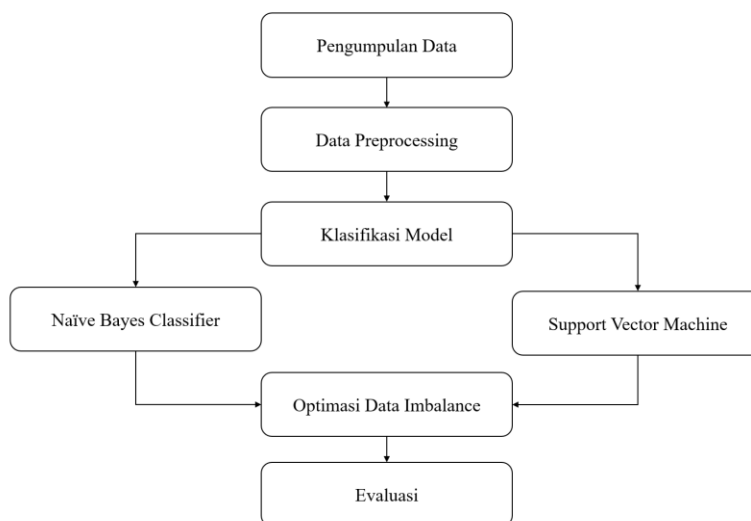 Pengumpulan Data
Data Preprocessing
Klasifikasi Model
Naïve Bayes Classifier
Support Vector Machine
Optimasi Data Imbalance
Evaluasi